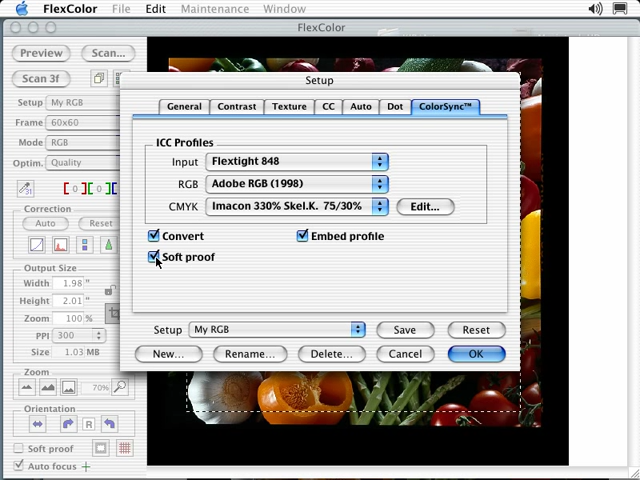 FlexColor File Edit Maintenance Window
FlexColor
Preview Scan...
Scan 3f
Setup My RGB
Frame 60x60
Mode RGB
Optim. Quality
0 0
Correction
Auto Reset
Output Size
Width 1.98 "
Height 2.01 "
Zoom 100 %
PPI 300
Size 1.03 MB
Zoom
70%
Orientation
R
Soft proof
Auto focus
Setup
General Contrast Texture CC Auto Dot ColorSync™
ICC Profiles
Input Flextight 848
RGB Adobe RGB (1998)
CMYK Imacon 330% Skel.K. 75/30% Edit...
Convert Embed profile
Soft proof
Setup My RGB Save Reset
New... Rename... Delete... Cancel OK